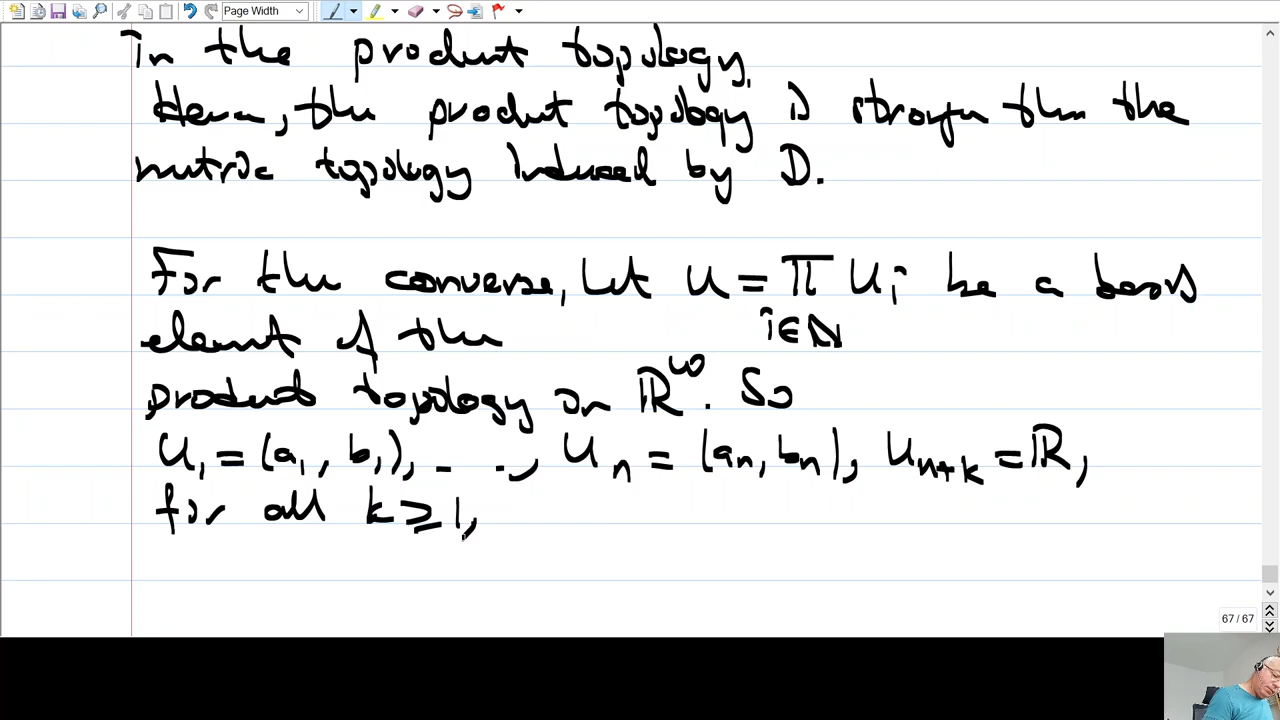 Page Width
in the product topology.
Hence, the product topology is stronger than the
metric topology induced by D.
For the converse, let U = ∏ Ui be a basis
i∈ℕ
element of the
product topology on ℝ^ω. So
U₁ = (a₁, b₁), - .., Uₙ = (aₙ, bₙ), Uₙ₊ₖ = ℝ,
for all k ≥ 1,
67 / 67